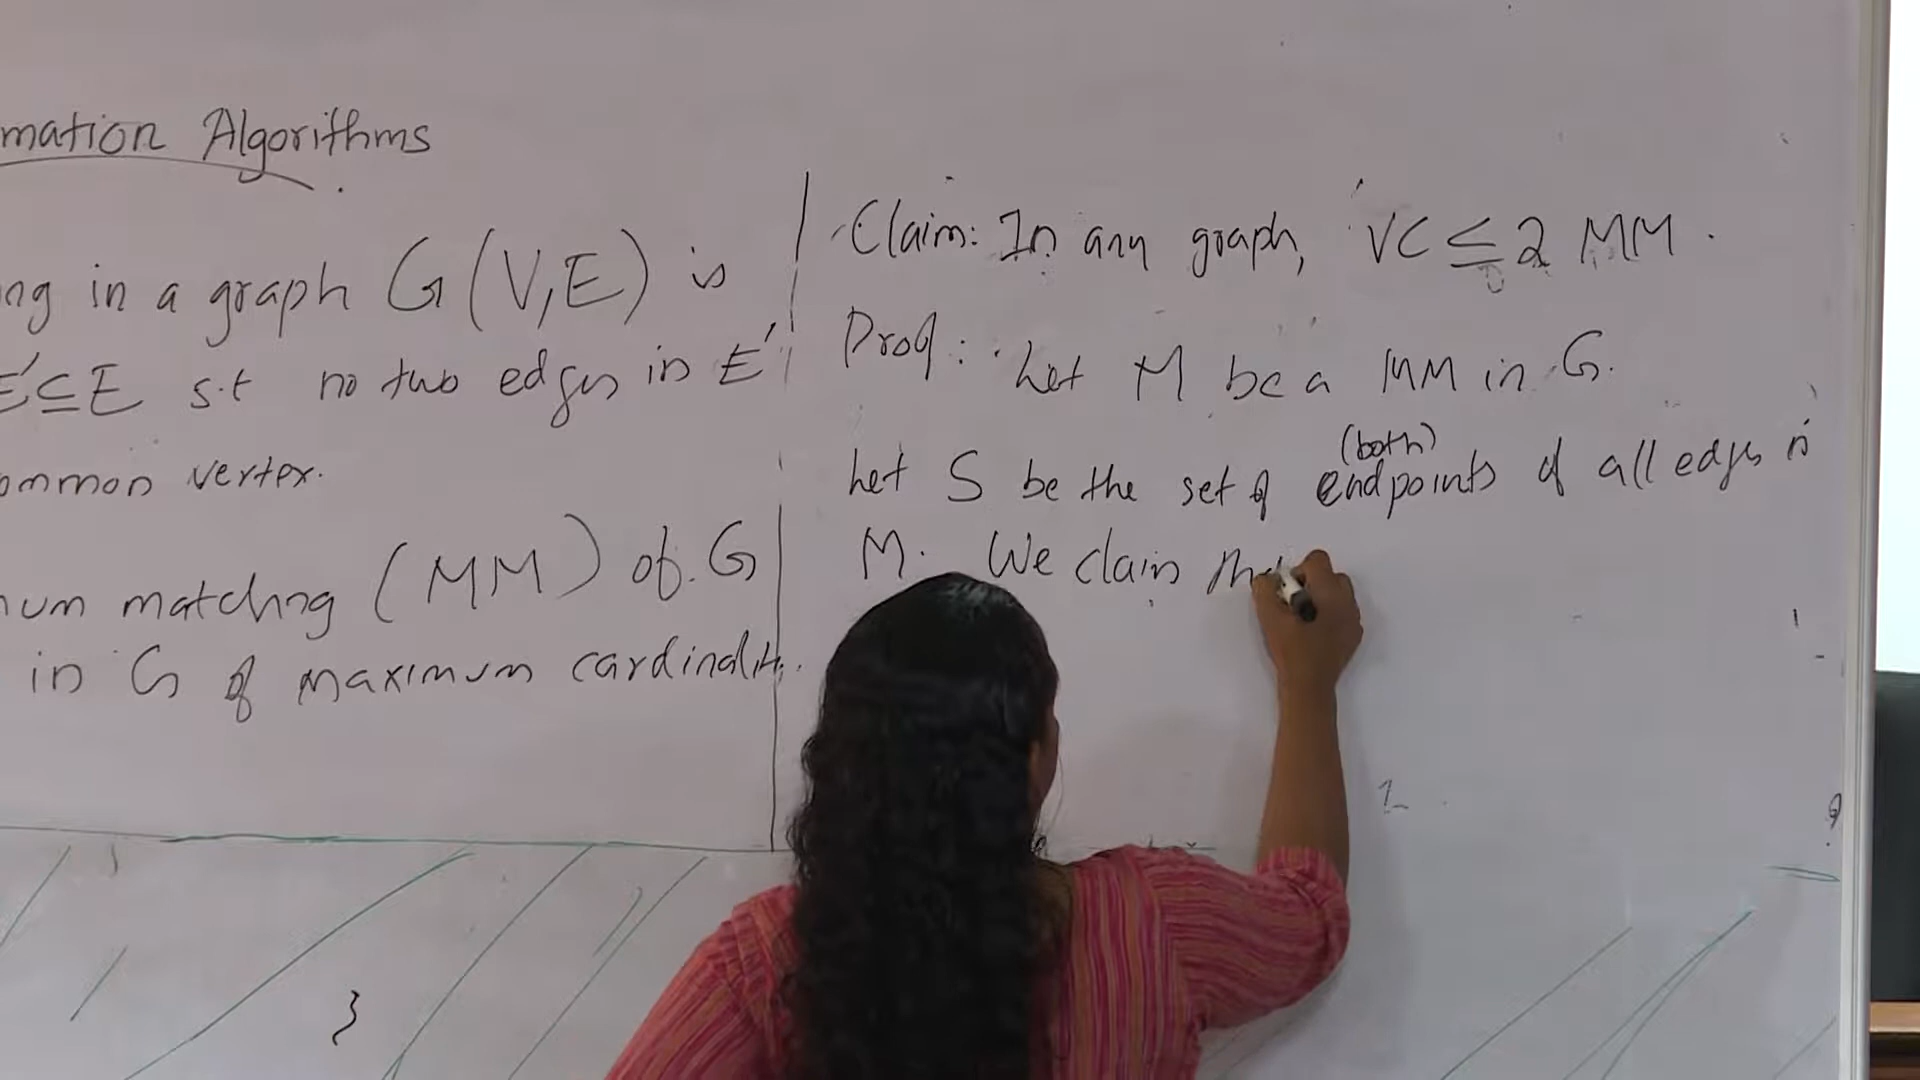 mation Algorithms
ng in a graph G(V,E) is
E'⊆E s.t no two edges in E'
ommon vertex.
num matching (MM) of G
in G of maximum cardinality.
Claim: In any graph, VC ≤ 2 MM.
Proof: Let M be a MM in G.
(both)
Let S be the set of endpoints of all edges in
M. We claim tha